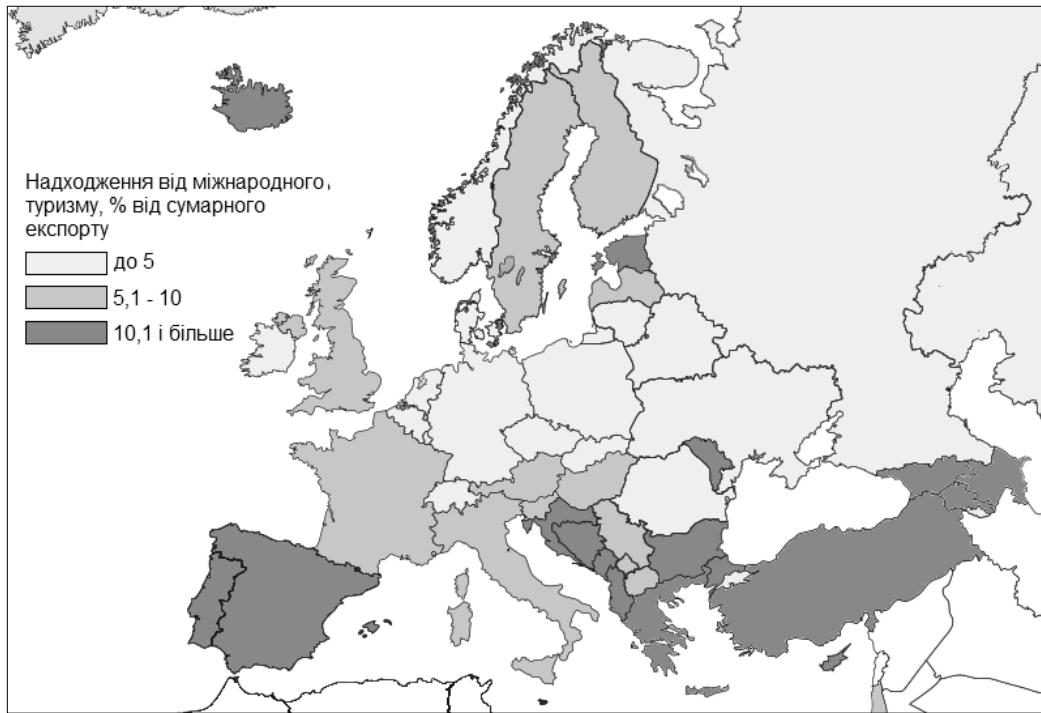 Надходження від міжнародного,
туризму, % від сумарного
експорту
до 5
5,1 - 10
10,1 і більше